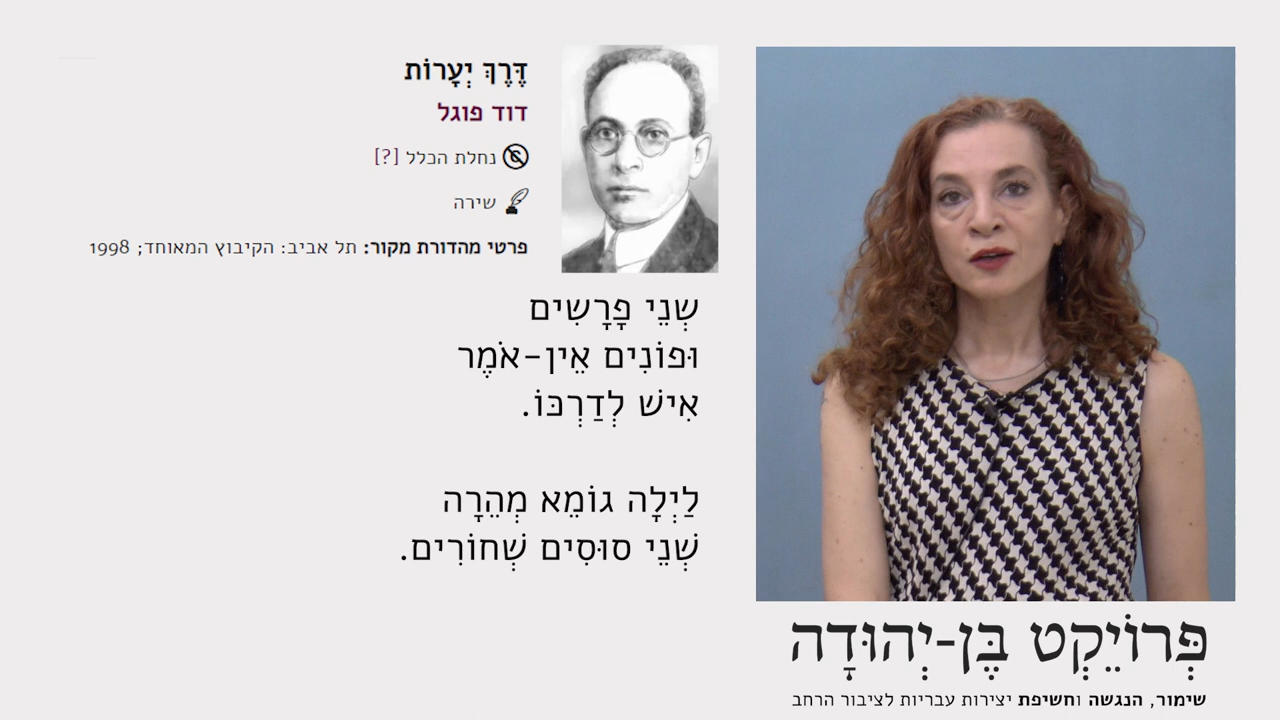 דֶּרֶךְ יְעָרוֹת
דוד פוגל
נחלת הכלל [?]
שירה
פרטי מהדורת מקור: תל אביב: הקיבוץ המאוחד; 1998
שְׁנֵי פָּרָשִׁים
וּפוֹנִים אֵין-אֹמֶר
אִישׁ לְדַרְכּוֹ.
לַיְלָה גּוֹמֵא מְהֵרָה
שְׁנֵי סוּסִים שְׁחוֹרִים.
פְּרוֹיֵקְט בֶּן-יְהוּדָה
שימור, הנגשה וחשיפת יצירות עבריות לציבור הרחב